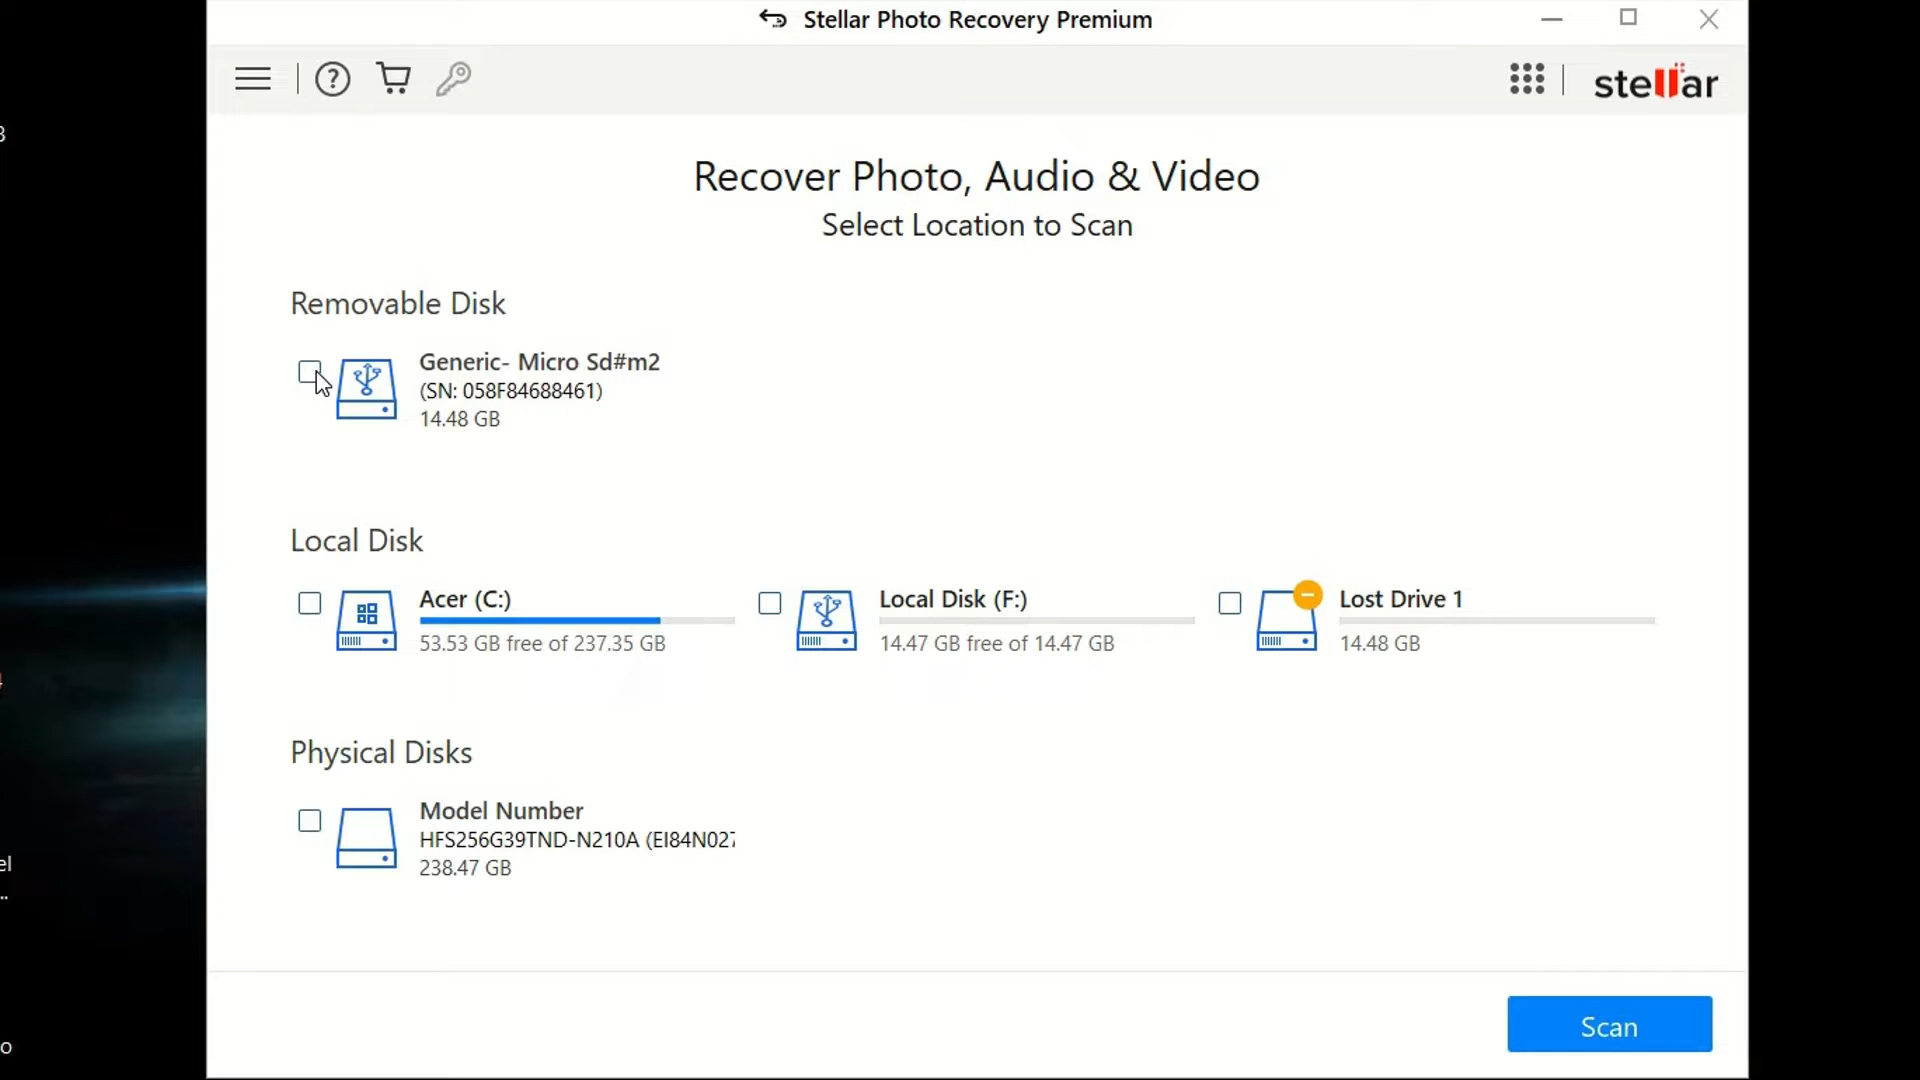 Stellar Photo Recovery Premium
stellar
Recover Photo, Audio & Video
Select Location to Scan
Removable Disk
Generic- Micro Sd#m2
(SN: 058F84688461)
14.48 GB
Local Disk
Acer (C:)
53.53 GB free of 237.35 GB
Local Disk (F:)
14.47 GB free of 14.47 GB
Lost Drive 1
14.48 GB
Physical Disks
Model Number
HFS256G39TND-N210A (EI84N027
238.47 GB
Scan